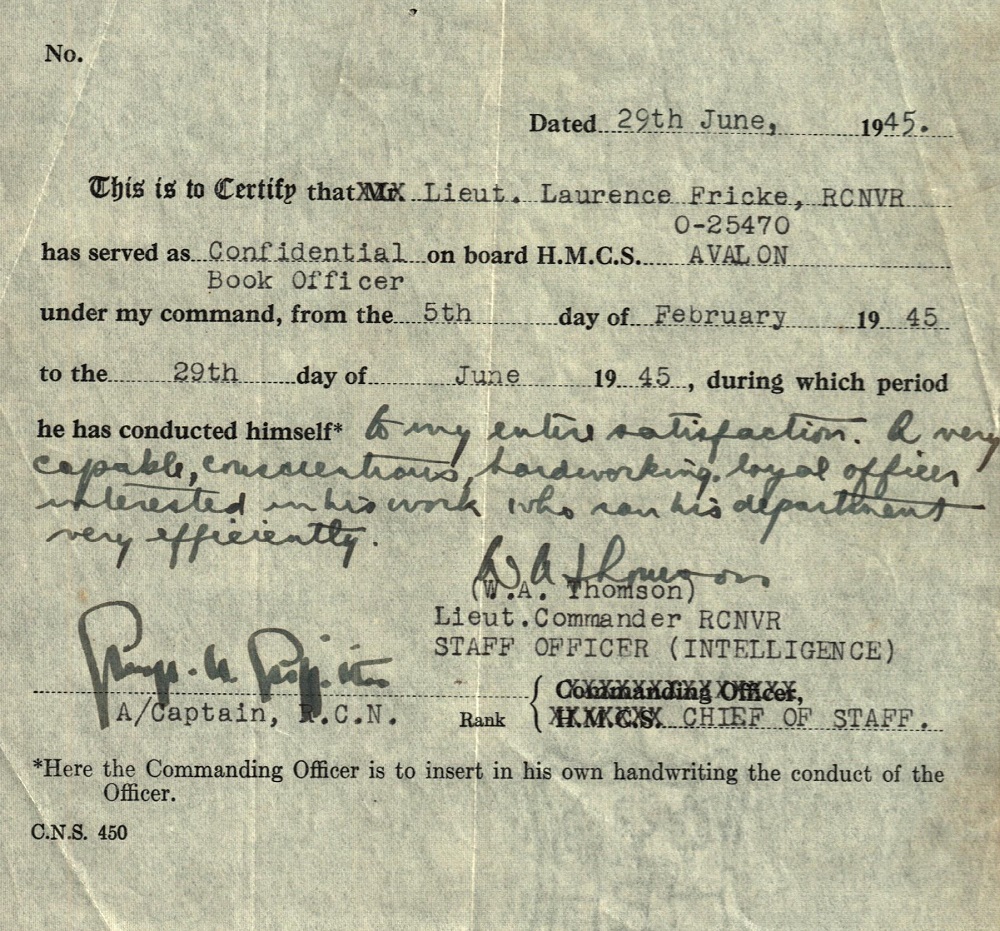 No.
Dated 29th June, 1945.
This is to Certify that Mr Lieut. Laurence Fricke, RCNVR
O-25470
has served as Confidential on board H.M.C.S. AVALON
Book Officer
under my command, from the 5th day of February 19 45
to the 29th day of June 19 45, during which period
he has conducted himself* to my entire satisfaction. A very
capable, conscientious, hardworking, loyal officer
interested in his work who ran his department
very efficiently.
W A Thomson
(W.A. Thomson)
Lieut.Commander RCNVR
STAFF OFFICER (INTELLIGENCE)
Commanding Officer,
A/Captain, R.C.N. Rank H.M.C.S. CHIEF OF STAFF.
*Here the Commanding Officer is to insert in his own handwriting the conduct of the
Officer.
C.N.S. 450